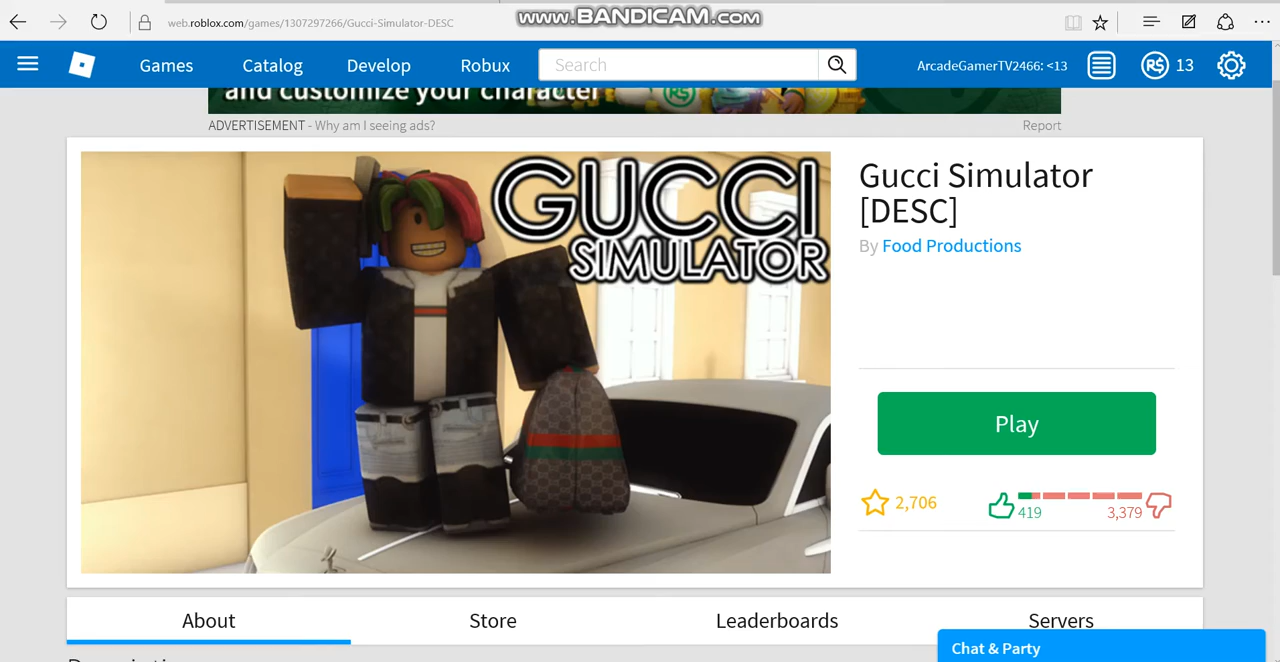 www.BANDICAM.com
web.roblox.com/games/1307297266/Gucci-Simulator-DESC
Games
Catalog
Develop
Robux
Search
ArcadeGamerTV2466: <13
13
and customize your character
ADVERTISEMENT - Why am I seeing ads?
Report
GUCCI
SIMULATOR
Gucci Simulator
[DESC]
By Food Productions
Play
2,706
419
3,379
About
Store
Leaderboards
Servers
Chat & Party